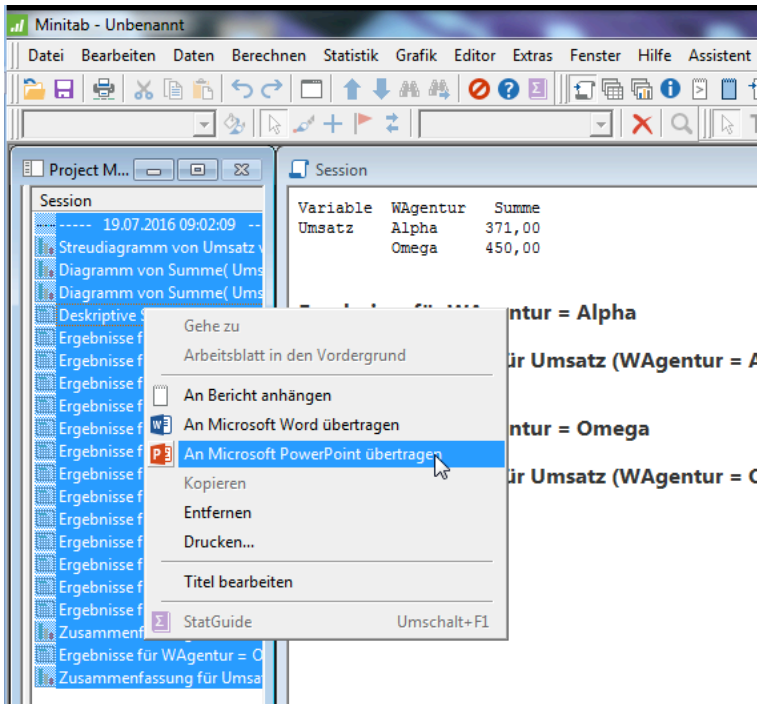 Minitab - Unbenannt
Datei Bearbeiten Daten Berechnen Statistik Grafik Editor Extras Fenster Hilfe Assistent
Project M...
Session
----- 19.07.2016 09:02:09 --
Streudiagramm von Umsatz v
Diagramm von Summe( Ums
Diagramm von Summe( Ums
Deskriptive S
Ergebnisse f
Ergebnisse f
Ergebnisse f
Ergebnisse f
Ergebnisse f
Ergebnisse f
Ergebnisse f
Ergebnisse f
Ergebnisse f
Ergebnisse f
Ergebnisse f
Ergebnisse f
Ergebnisse f
Zusammenf
Ergebnisse für WAgentur = O
Zusammenfassung für Umsa
Gehe zu
Arbeitsblatt in den Vordergrund
An Bericht anhängen
An Microsoft Word übertragen
An Microsoft PowerPoint übertragen
Kopieren
Entfernen
Drucken...
Titel bearbeiten
StatGuide Umschalt+F1
Session
Variable WAgentur Summe
Umsatz Alpha 371,00
Omega 450,00
ntur = Alpha
ür Umsatz (WAgentur = A
ntur = Omega
ür Umsatz (WAgentur = O